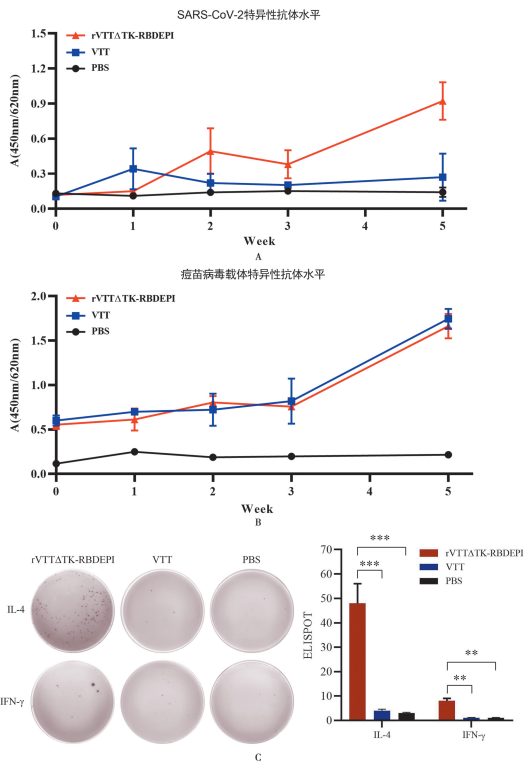 SARS-CoV-2特异性抗体水平
A(450nm/620nm)
1.5
1.2
0.9
0.6
0.3
0.0
rVTTΔTK-RBDEPI
VTT
PBS
0 1 2 3 4 5
Week
A
痘苗病毒载体特异性抗体水平
A(450nm/620nm)
2.0
1.5
1.0
0.5
0.0
rVTTΔTK-RBDEPI
VTT
PBS
0 1 2 3 4 5
Week
B
rVTTΔTK-RBDEPI VTT PBS
IL-4
IFN-γ
ELISPOT
70
60
50
40
30
20
10
0
***
***
**
**
rVTTΔTK-RBDEPI
VTT
PBS
IL-4 IFN-γ
C